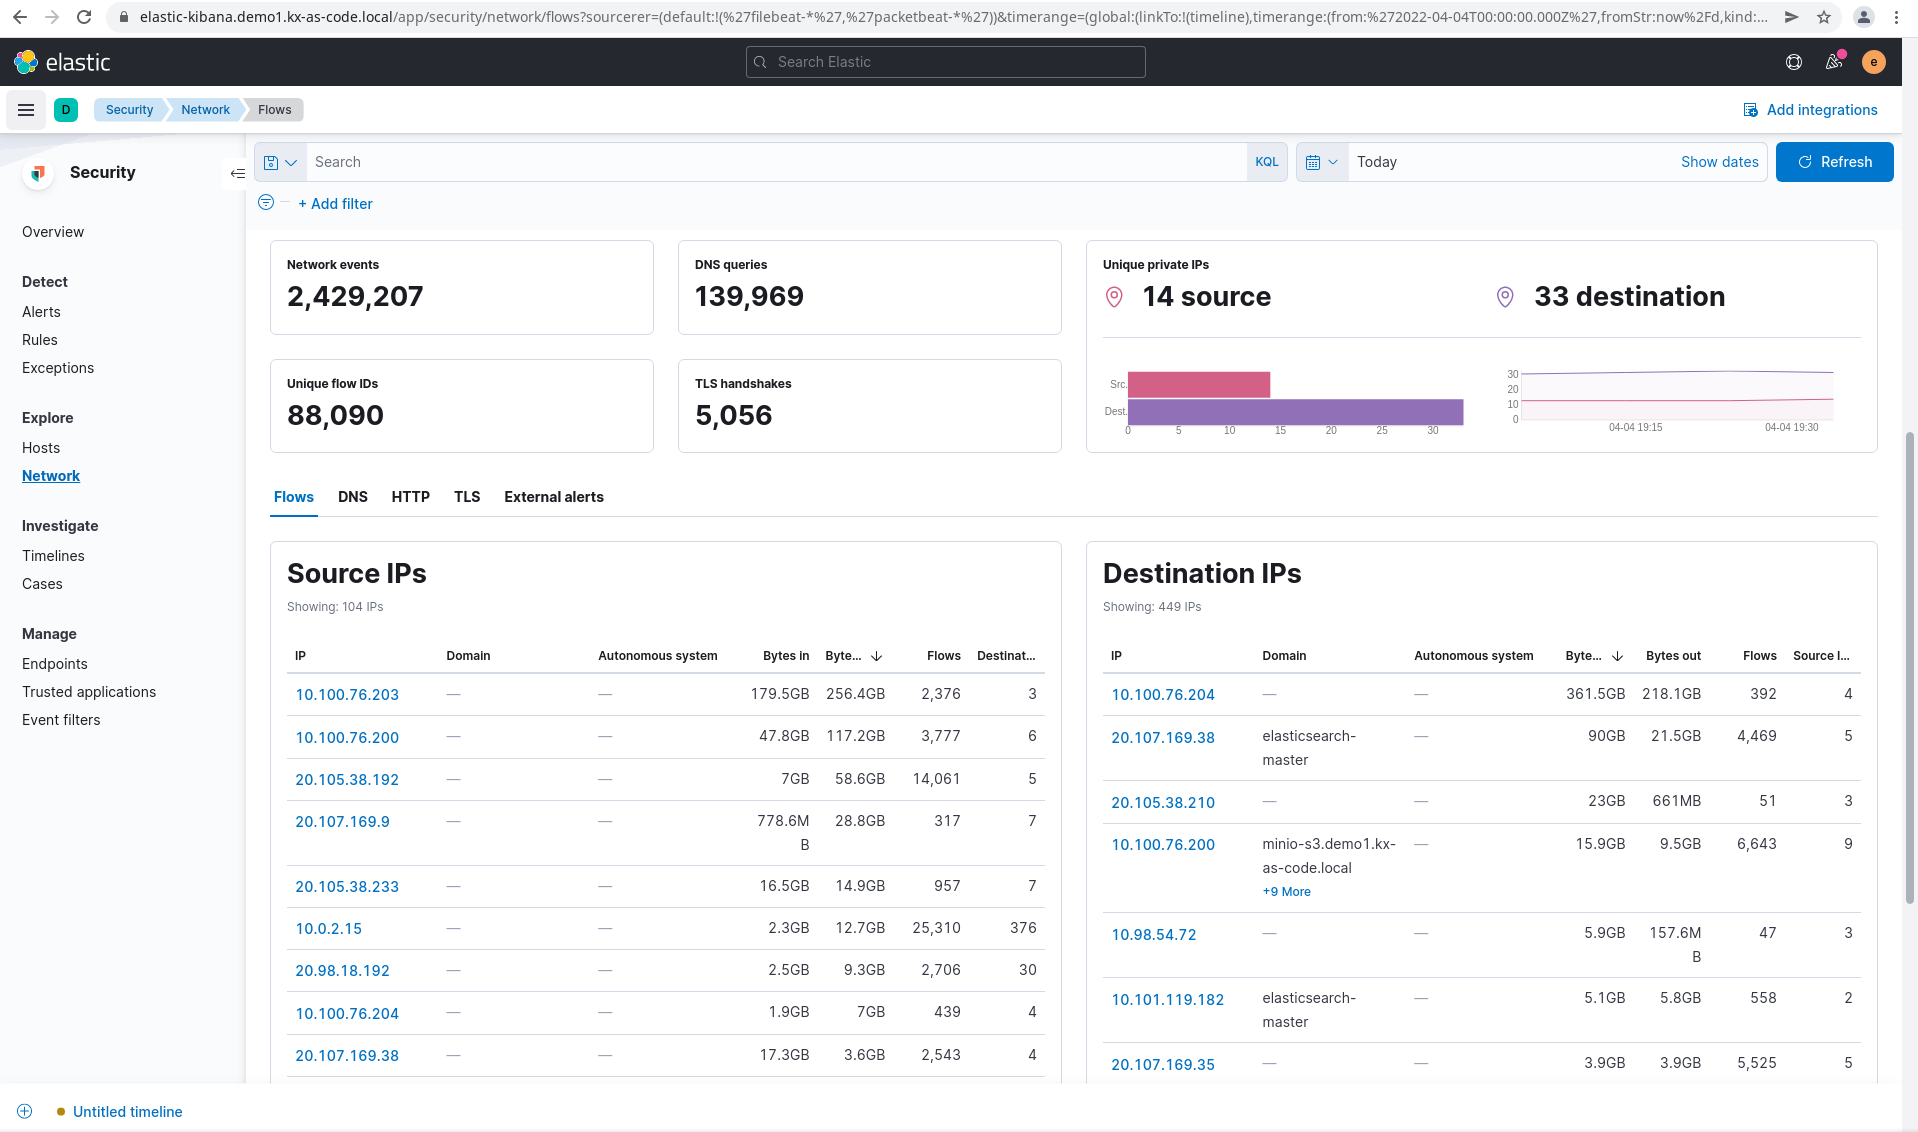 elastic-kibana.demo1.kx-as-code.local/app/security/network/flows?sourcerer=(default:!(%27filebeat-*%27,%27packetbeat-*%27))&timerange=(global:(linkTo:!(timeline),timerange:(from:%272022-04-04T00:00:00.000Z%27,fromStr:now%2Fd,kind:...
elastic
Search Elastic
e
D
Security
Network
Flows
Add integrations
Security
Search
KQL
Today
Show dates
Refresh
+ Add filter
Overview
Detect
Alerts
Rules
Exceptions
Explore
Hosts
Network
Investigate
Timelines
Cases
Manage
Endpoints
Trusted applications
Event filters
Network events
2,429,207
DNS queries
139,969
Unique flow IDs
88,090
TLS handshakes
5,056
Unique private IPs
14 source
33 destination
Src.
Dest.
0 5 10 15 20 25 30
30
20
10
0
04-04 19:15 04-04 19:30
Flows DNS HTTP TLS External alerts
Source IPs
Showing: 104 IPs
IP Domain Autonomous system Bytes in Byte... Flows Destinat...
10.100.76.203 — — 179.5GB 256.4GB 2,376 3
10.100.76.200 — — 47.8GB 117.2GB 3,777 6
20.105.38.192 — — 7GB 58.6GB 14,061 5
20.107.169.9 — — 778.6M 28.8GB 317 7
B
20.105.38.233 — — 16.5GB 14.9GB 957 7
10.0.2.15 — — 2.3GB 12.7GB 25,310 376
20.98.18.192 — — 2.5GB 9.3GB 2,706 30
10.100.76.204 — — 1.9GB 7GB 439 4
20.107.169.38 — — 17.3GB 3.6GB 2,543 4
Destination IPs
Showing: 449 IPs
IP Domain Autonomous system Byte... Bytes out Flows Source I...
10.100.76.204 — — 361.5GB 218.1GB 392 4
20.107.169.38 elasticsearch- — 90GB 21.5GB 4,469 5
master
20.105.38.210 — — 23GB 661MB 51 3
10.100.76.200 minio-s3.demo1.kx- — 15.9GB 9.5GB 6,643 9
as-code.local
+9 More
10.98.54.72 — — 5.9GB 157.6M 47 3
B
10.101.119.182 elasticsearch- — 5.1GB 5.8GB 558 2
master
20.107.169.35 — — 3.9GB 3.9GB 5,525 5
Untitled timeline